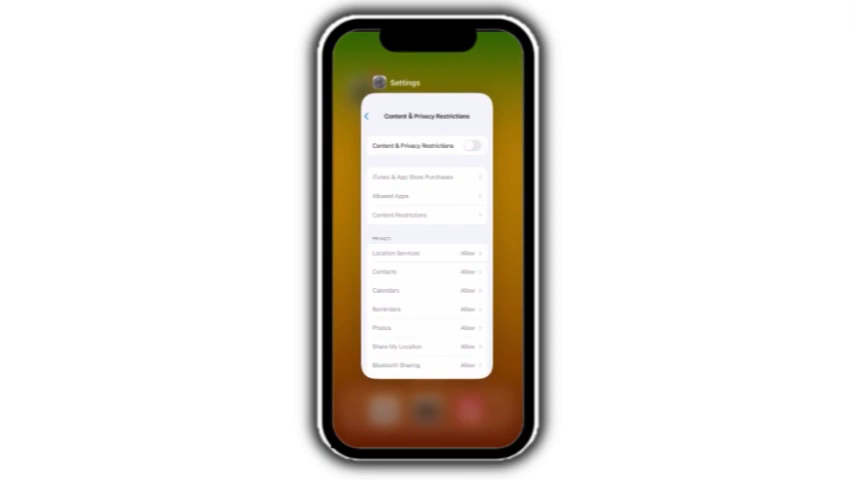 Settings
Content & Privacy Restrictions
Content & Privacy Restrictions
iTunes & App Store Purchases
Allowed Apps
Content Restrictions
PRIVACY
Location Services Allow
Contacts Allow
Calendars Allow
Reminders Allow
Photos Allow
Share My Location Allow
Bluetooth Sharing Allow